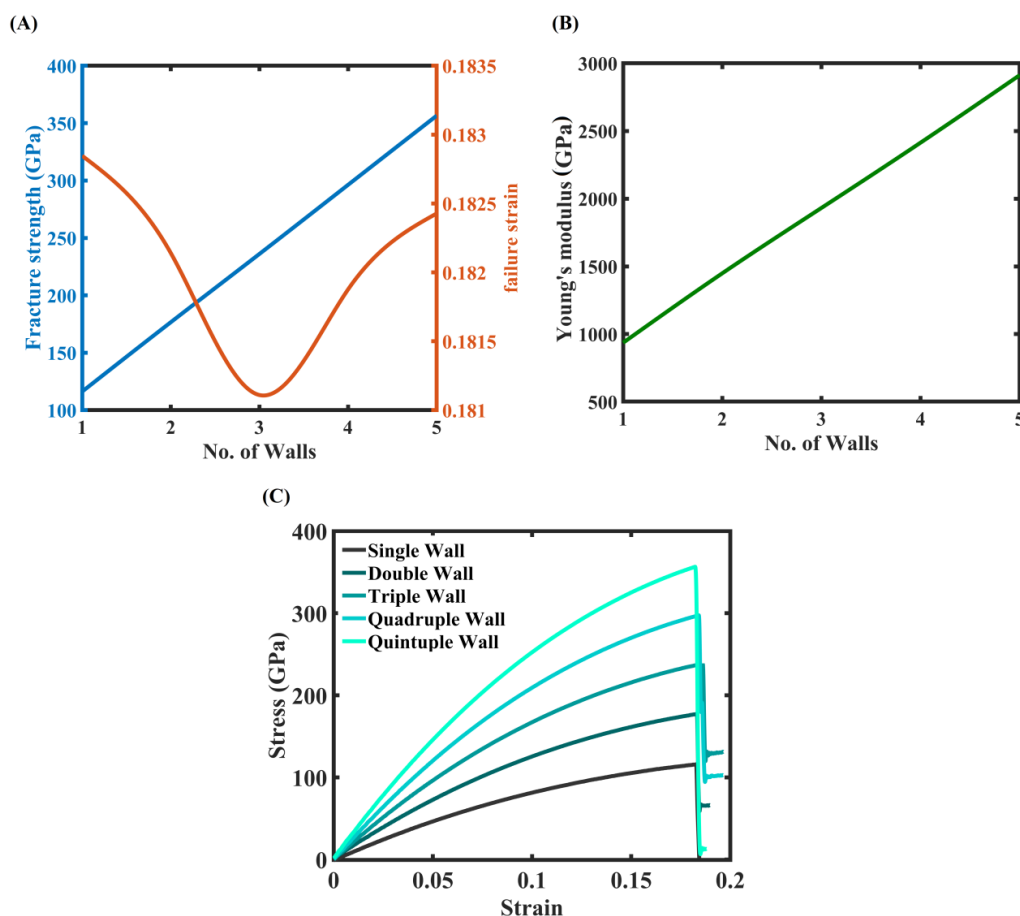 (A)
400
350
300
250
200
150
100
Fracture strength (GPa)
0.1835
0.183
0.1825
0.182
0.1815
0.181
failure strain
1 2 3 4 5
No. of Walls
(B)
3000
2500
2000
1500
1000
500
Young's modulus (GPa)
1 2 3 4 5
No. of Walls
(C)
400
300
200
100
0
Stress (GPa)
Single Wall
Double Wall
Triple Wall
Quadruple Wall
Quintuple Wall
0 0.05 0.1 0.15 0.2
Strain